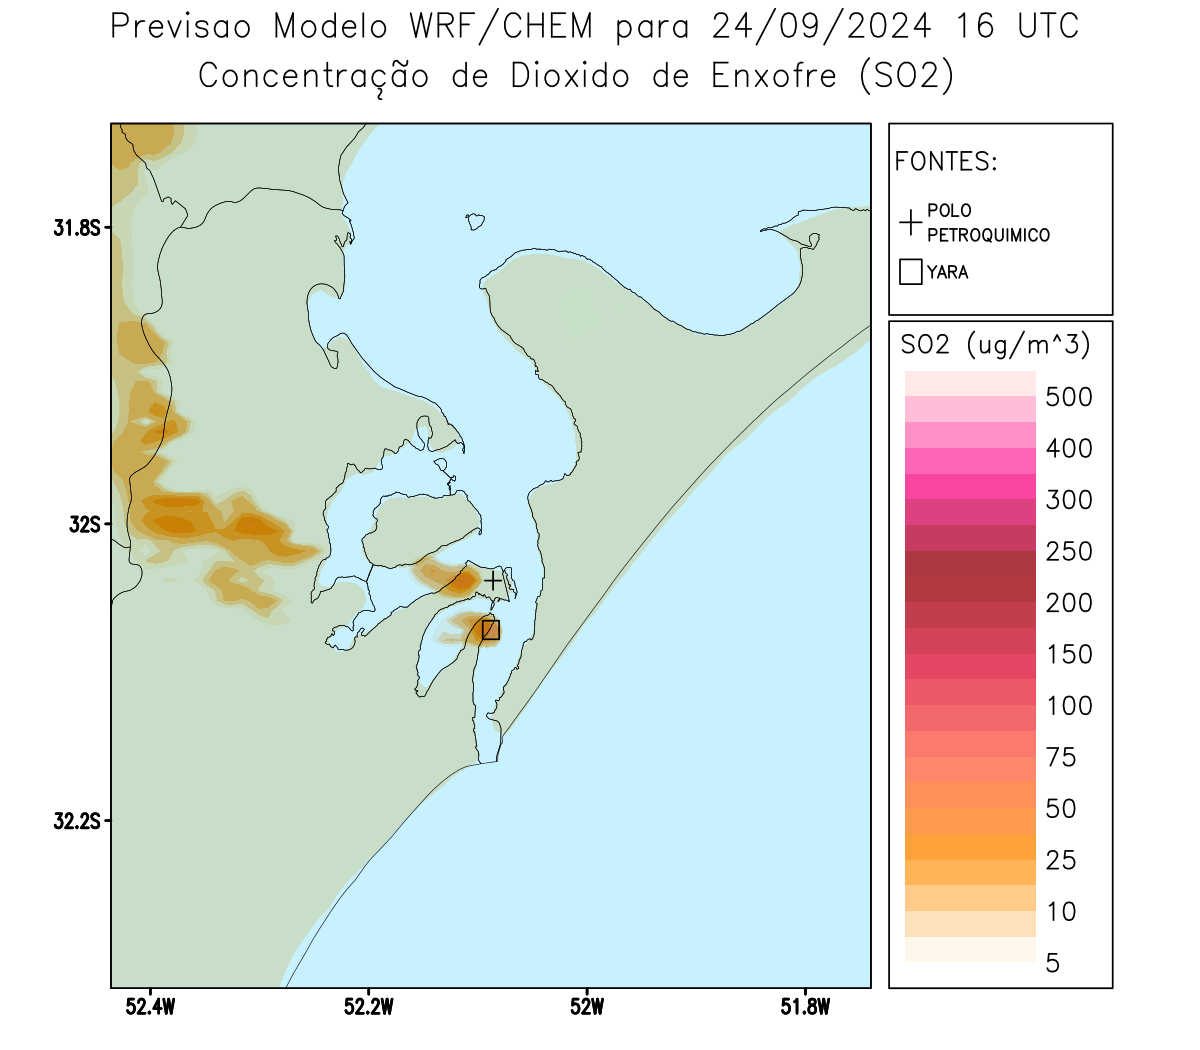 Previsao Modelo WRF/CHEM para 24/09/2024 16 UTC
Concentração de Dioxido de Enxofre (SO2)
FONTES:
POLO
PETROQUIMICO
YARA
31.8S
32S
32.2S
52.4W
52.2W
52W
51.8W
SO2 (ug/m^3)
500
400
300
250
200
150
100
75
50
25
10
5